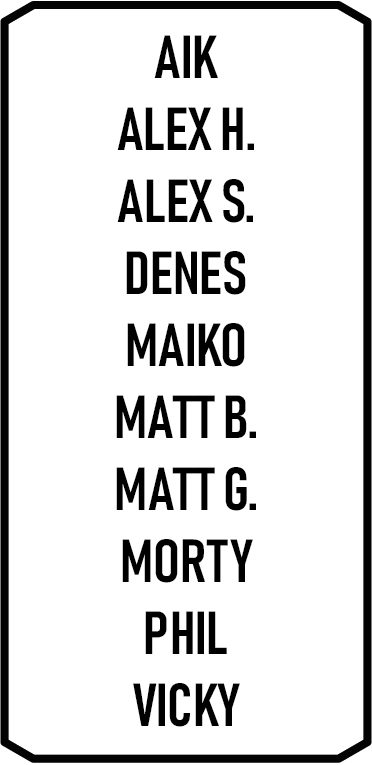 AIK
ALEX H.
ALEX S.
DENES
MAIKO
MATT B.
MATT G.
MORTY
PHIL
VICKY